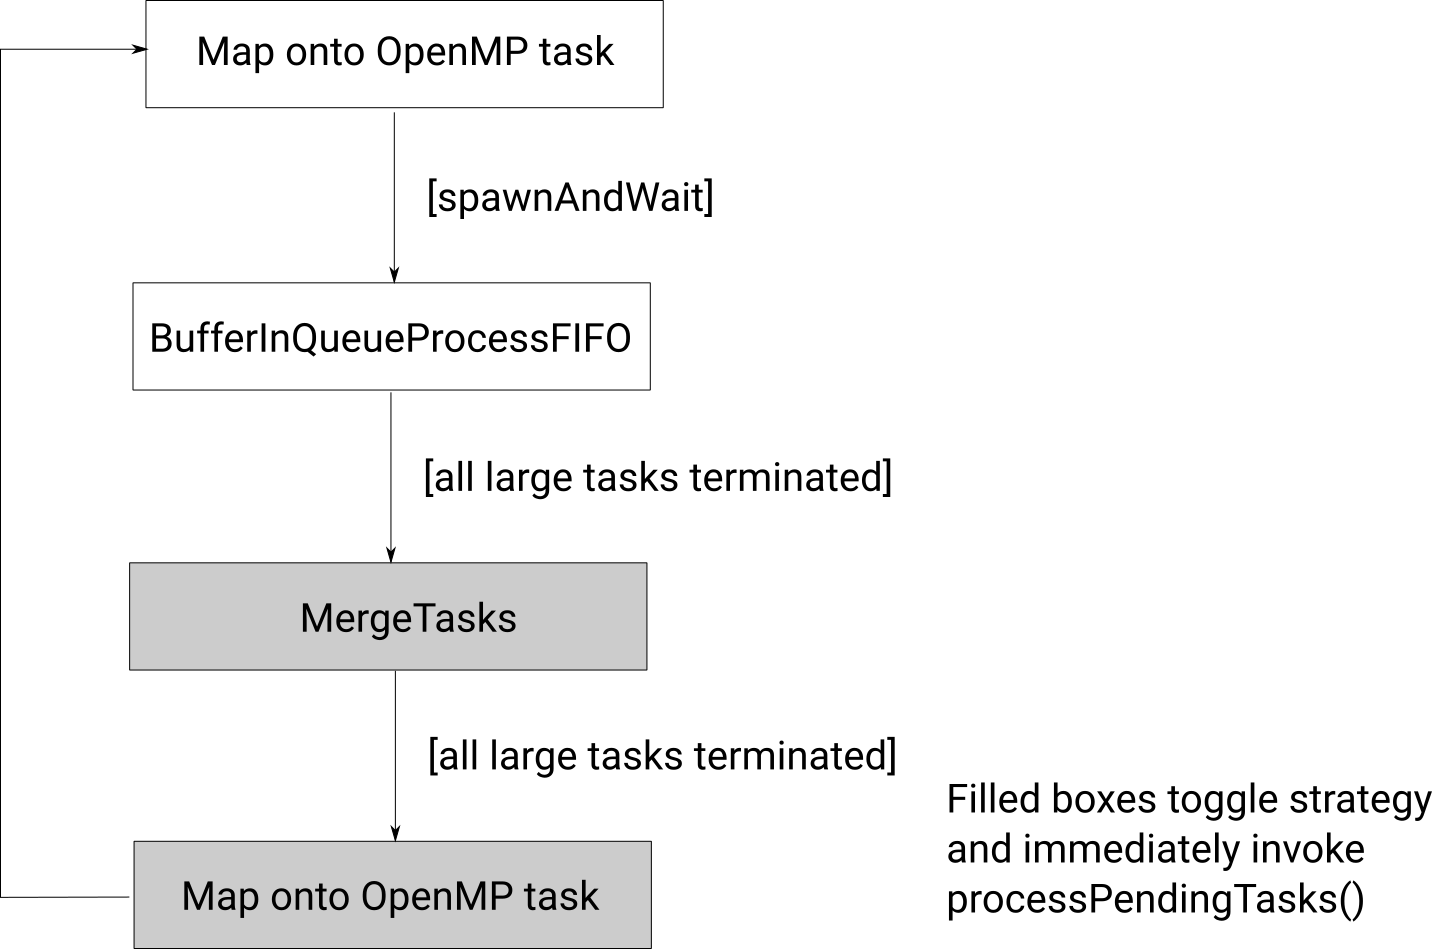 Map onto OpenMP task
[spawnAndWait]
BufferInQueueProcessFIFO
[all large tasks terminated]
MergeTasks
[all large tasks terminated]
Map onto OpenMP task
Filled boxes toggle strategy
and immediately invoke
processPendingTasks()